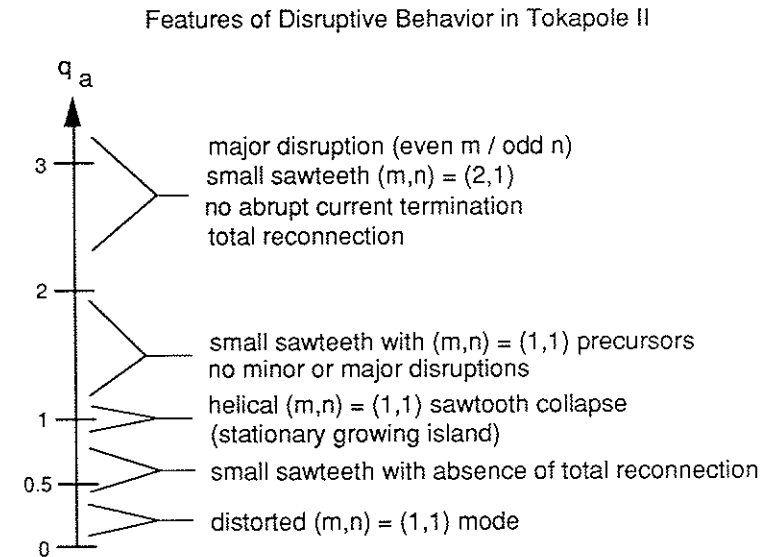 Features of Disruptive Behavior in Tokapole II
q a
3
major disruption (even m / odd n)
small sawteeth (m,n) = (2,1)
no abrupt current termination
total reconnection
2
small sawteeth with (m,n) = (1,1) precursors
no minor or major disruptions
1
helical (m,n) = (1,1) sawtooth collapse
(stationary growing island)
0.5
small sawteeth with absence of total reconnection
distorted (m,n) = (1,1) mode
0